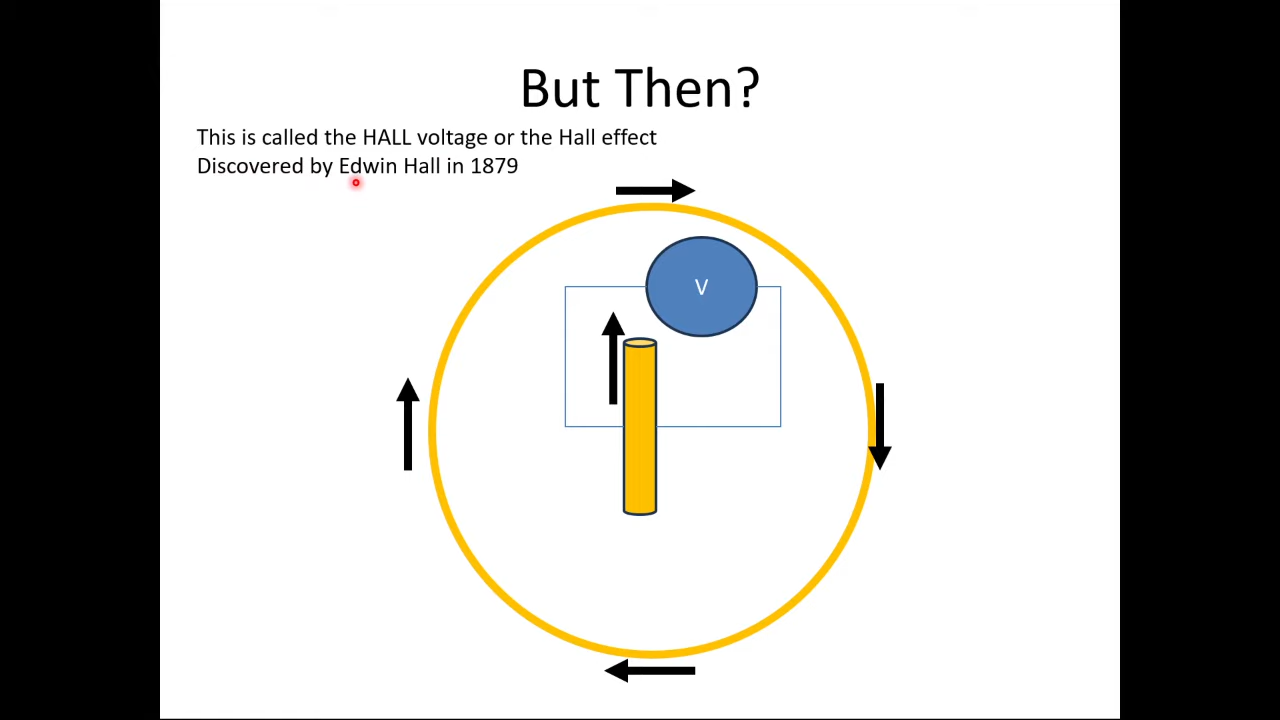 But Then?
This is called the HALL voltage or the Hall effect
Discovered by Edwin Hall in 1879
V